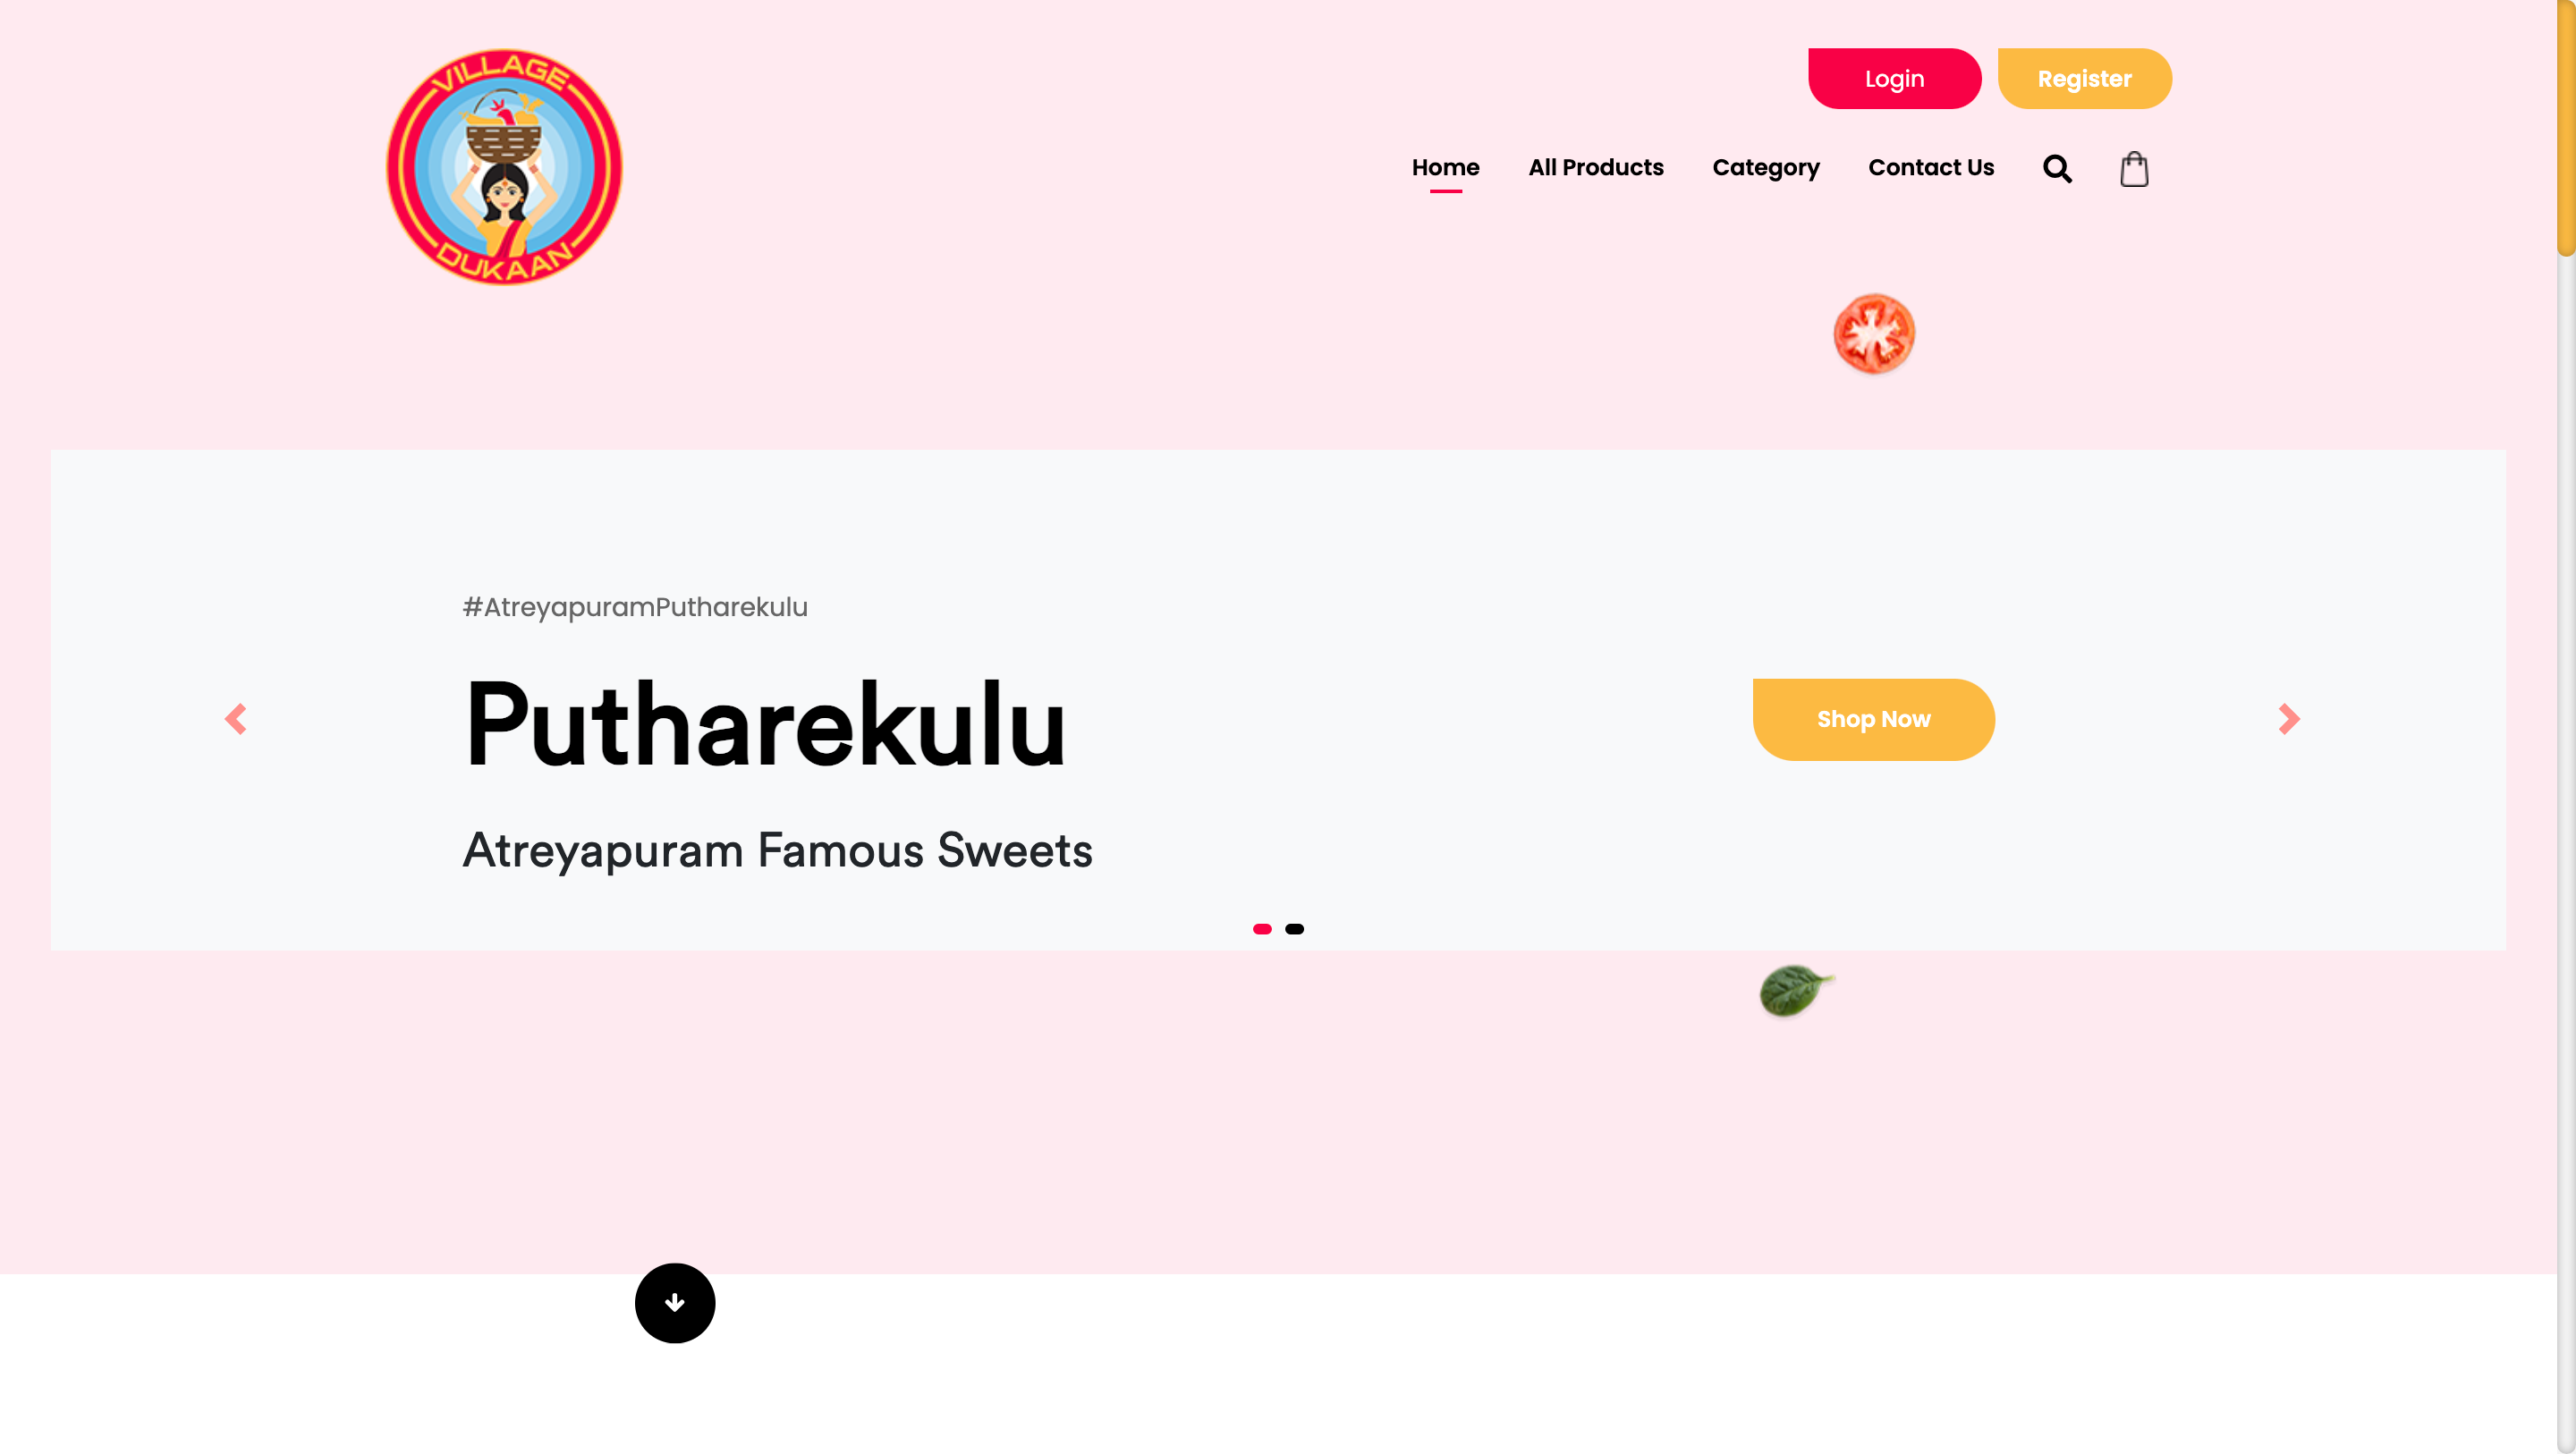 VILLAGE
DUKAAN
Login
Register
Home
All Products
Category
Contact Us
#AtreyapuramPutharekulu
Putharekulu
Shop Now
Atreyapuram Famous Sweets